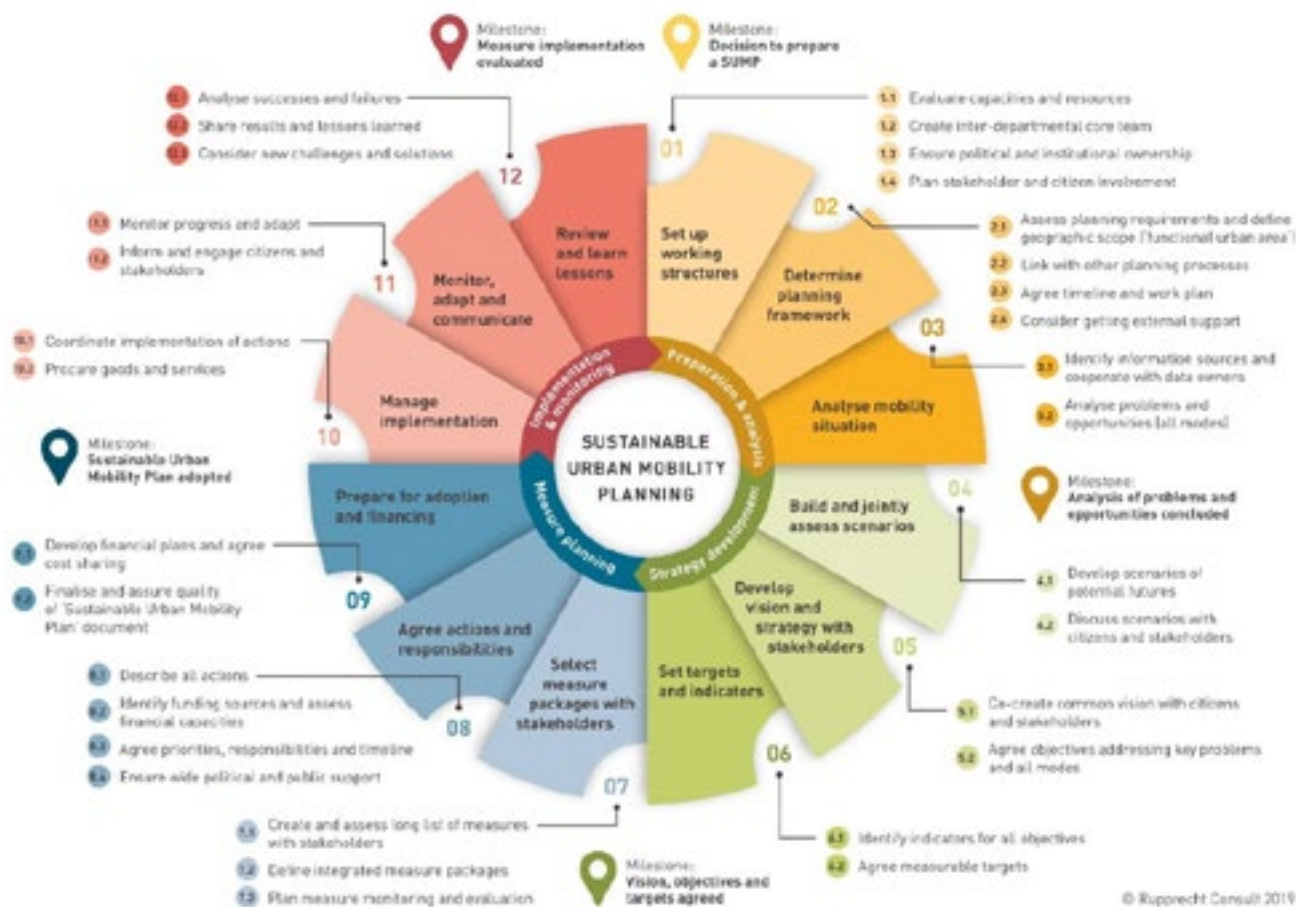 Milestone:
Measure implementation
evaluated
Milestone:
Decision to prepare
a SUMP
12.1 Analyse successes and failures
12.2 Share results and lessons learned
12.3 Consider new challenges and solutions
1.1 Evaluate capacities and resources
1.2 Create inter-departmental core team
1.3 Ensure political and institutional ownership
1.4 Plan stakeholder and citizen involvement
11.1 Monitor progress and adapt
11.2 Inform and engage citizens and
stakeholders
2.1 Assess planning requirements and define
geographic scope ('functional urban area')
2.2 Link with other planning processes
2.3 Agree timeline and work plan
2.4 Consider getting external support
10.1 Coordinate implementation of actions
10.2 Procure goods and services
3.1 Identify information sources and
cooperate with data owners
3.2 Analyse problems and
opportunities (all modes)
Milestone:
Sustainable Urban
Mobility Plan adopted
Milestone:
Analysis of problems and
opportunities concluded
01
Set up
working
structures
02
Determine
planning
framework
03
Analyse mobility
situation
04
Build and jointly
assess scenarios
05
Develop
vision and
strategy with
stakeholders
06
Set targets
and indicators
07
Select
measure
packages with
stakeholders
08
Agree actions and
responsibilities
09
Prepare for adoption
and financing
10
Manage
implementation
11
Monitor,
adapt and
communicate
12
Review
and learn
lessons
Preparation & analysis
Strategy development
Measure planning
Implementation
& monitoring
SUSTAINABLE
URBAN MOBILITY
PLANNING
9.1 Develop financial plans and agree
cost sharing
9.2 Finalise and assure quality
of 'Sustainable Urban Mobility
Plan' document
4.1 Develop scenarios of
potential futures
4.2 Discuss scenarios with
citizens and stakeholders
8.1 Describe all actions
8.2 Identify funding sources and assess
financial capacities
8.3 Agree priorities, responsibilities and timeline
8.4 Ensure wide political and public support
5.1 Co-create common vision with citizens
and stakeholders
5.2 Agree objectives addressing key problems
and all modes
7.1 Create and assess long list of measures
with stakeholders
7.2 Define integrated measure packages
7.3 Plan measure monitoring and evaluation
6.1 Identify indicators for all objectives
6.2 Agree measurable targets
Milestone:
Vision, objectives and
targets agreed
© Rupprecht Consult 2019